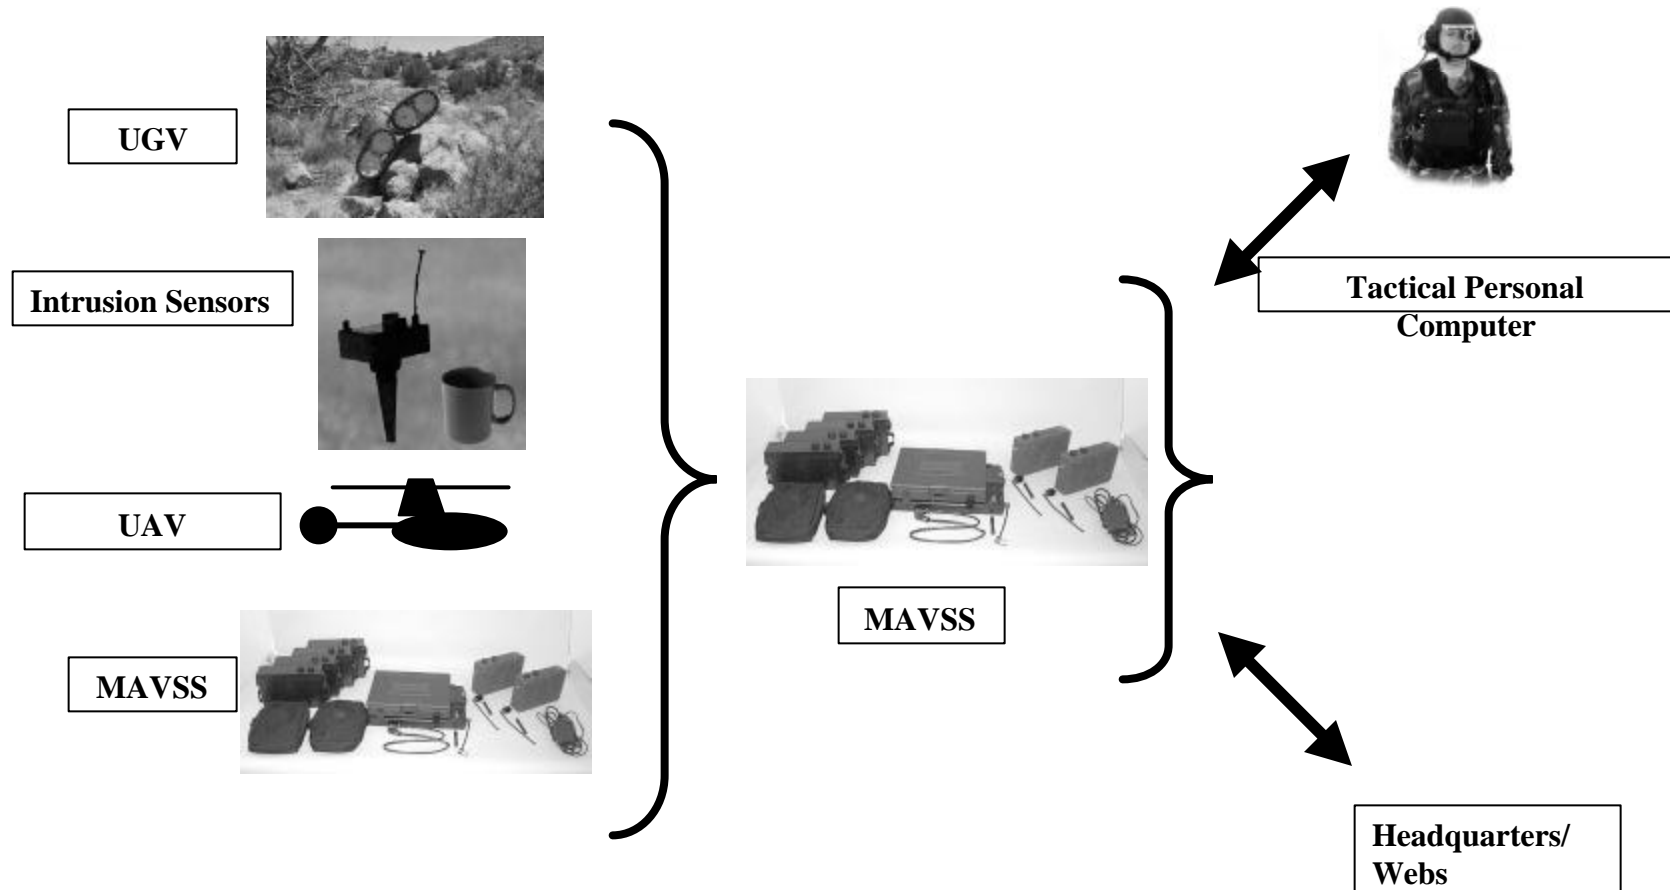 UGV
Intrusion Sensors
UAV
MAVSS
MAVSS
Tactical Personal
Computer
Headquarters/
Webs